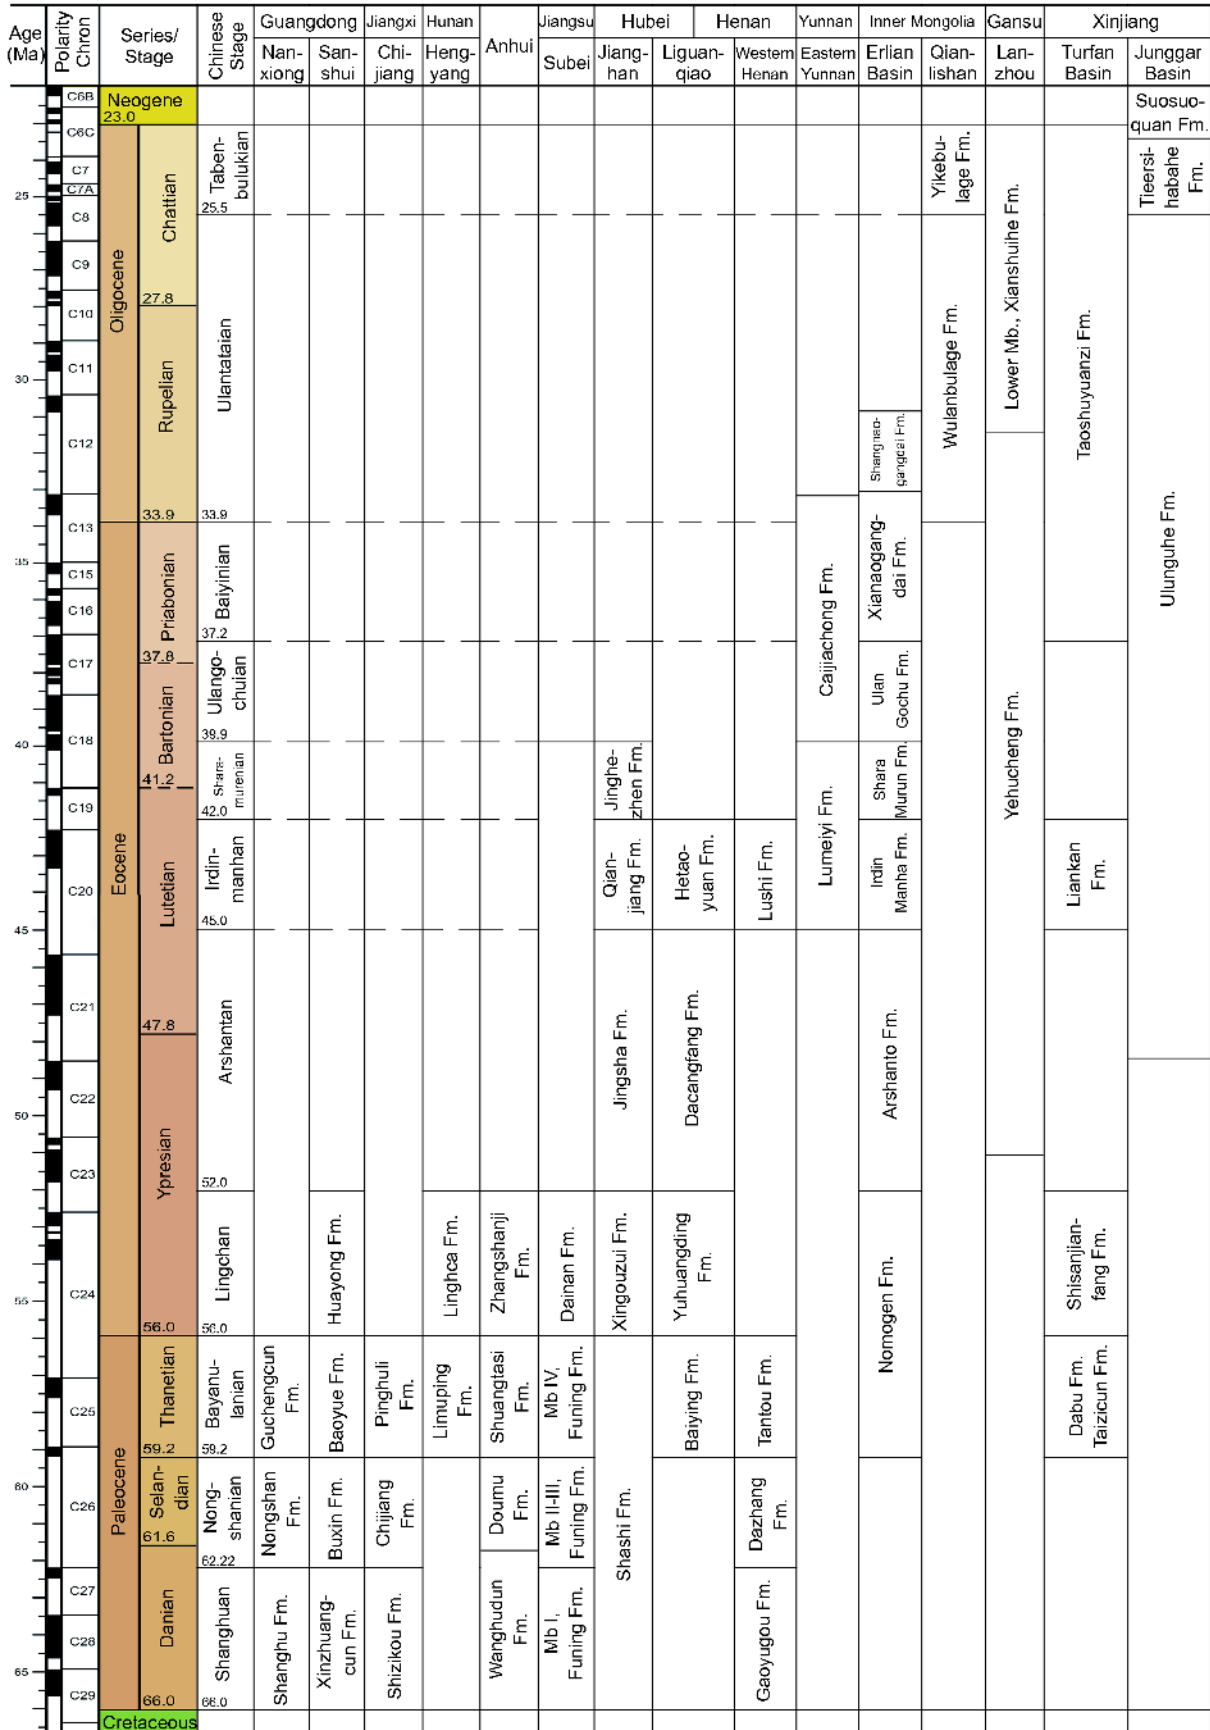 Age
(Ma)
Polarity
Chron
Series/
Stage
Chinese
Stage
Guangdong
Jiangxi
Hunan
Anhui
Jiangsu
Hubei
Henan
Yunnan
Inner Mongolia
Gansu
Xinjiang
Nan-
xiong
San-
shui
Chi-
jiang
Heng-
yang
Subei
Jiang-
han
Liguan-
qiao
Western
Henan
Eastern
Yunnan
Erlian
Basin
Qian-
lishan
Lan-
zhou
Turfan
Basin
Junggar
Basin
25
30
35
40
45
50
55
60
65
C6B
C6C
C7
C7A
C8
C9
C10
C11
C12
C13
C15
C16
C17
C18
C19
C20
C21
C22
C23
C24
C25
C26
C27
C28
C29
Neogene
23.0
Oligocene
Eocene
Paleocene
Cretaceous
Chattian
27.8
Rupelian
33.9
Priabonian
37.8
Bartonian
41.2
Lutetian
47.8
Ypresian
56.0
Thanetian
59.2
Selan-
dian
61.6
Danian
66.0
Taben-
bulukian
25.5
Ulantataian
33.9
Baiyinian
37.2
Ulango-
chuian
39.9
Shara-
murenian
42.0
Irdin-
manhan
45.0
Arshantan
52.0
Lingchan
56.0
Bayanu-
lanian
59.2
Nong-
shanian
62.22
Shanghuan
66.0
Guchengcun
Fm.
Nongshan
Fm.
Shanghu Fm.
Huayong Fm.
Baoyue Fm.
Buxin Fm.
Xinzhuang-
cun Fm.
Pinghuli
Fm.
Chijiang
Fm.
Shizikou Fm.
Linghca Fm.
Limuping
Fm.
Zhangshanji
Fm.
Shuangtasi
Fm.
Doumu
Fm.
Wanghudun
Fm.
Dainan Fm.
Mb IV,
Funing Fm.
Mb II-III,
Funing Fm.
Mb I,
Funing Fm.
Jinghe-
zhen Fm.
Qian-
jiang Fm.
Jingsha Fm.
Xingouzui Fm.
Shashi Fm.
Hetao-
yuan Fm.
Dacangfang Fm.
Yuhuangding
Fm.
Baiying Fm.
Lushi Fm.
Tantou Fm.
Dazhang
Fm.
Gaoyugou Fm.
Caijiachong Fm.
Lumeiyi Fm.
Shangnao-
gangdai Fm.
Xianaogang-
dai Fm.
Ulan
Gochu Fm.
Shara
Murun Fm.
Irdin
Manha Fm.
Arshanto Fm.
Nomogen Fm.
Yikebu-
lage Fm.
Wulanbulage Fm.
Lower Mb., Xianshuihe Fm.
Yehucheng Fm.
Taoshuyuanzi Fm.
Liankan
Fm.
Shisanjian-
fang Fm.
Dabu Fm.
Taizicun Fm.
Suosuo-
quan Fm.
Tieersi-
habahe
Fm.
Ulunguhe Fm.